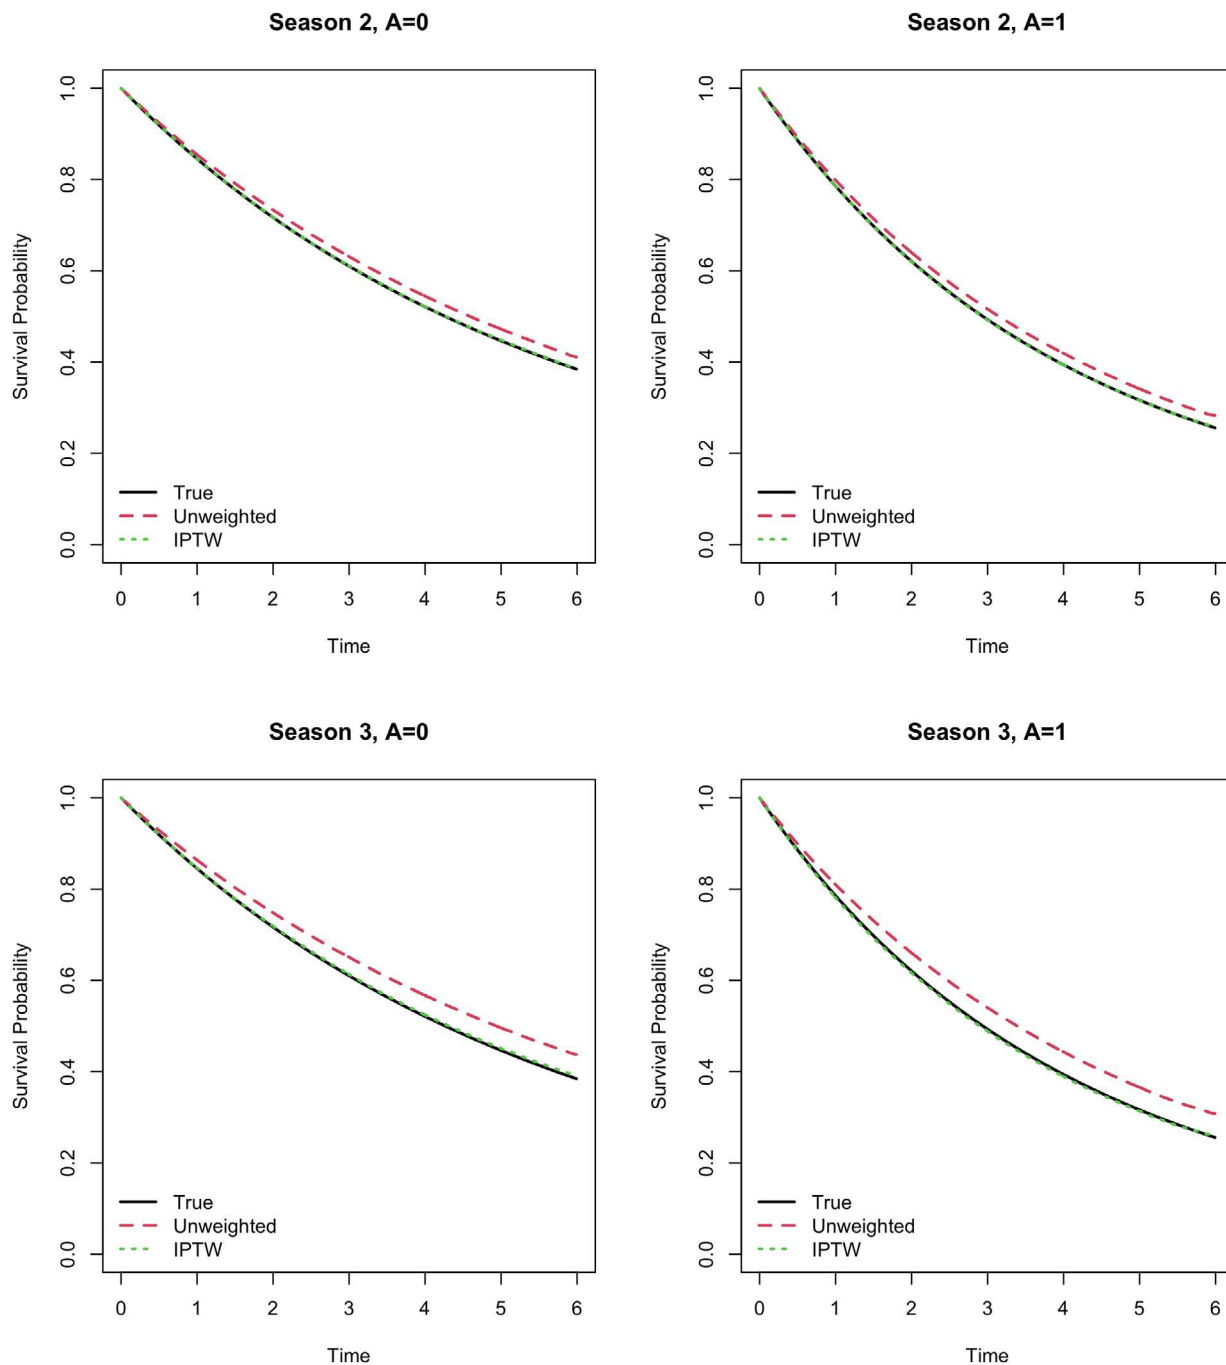 Season 2, A=0
Survival Probability
1.0
0.8
0.6
0.4
0.2
0.0
True
Unweighted
IPTW
0 1 2 3 4 5 6
Time
Season 2, A=1
Survival Probability
1.0
0.8
0.6
0.4
0.2
0.0
True
Unweighted
IPTW
0 1 2 3 4 5 6
Time
Season 3, A=0
Survival Probability
1.0
0.8
0.6
0.4
0.2
0.0
True
Unweighted
IPTW
0 1 2 3 4 5 6
Time
Season 3, A=1
Survival Probability
1.0
0.8
0.6
0.4
0.2
0.0
True
Unweighted
IPTW
0 1 2 3 4 5 6
Time